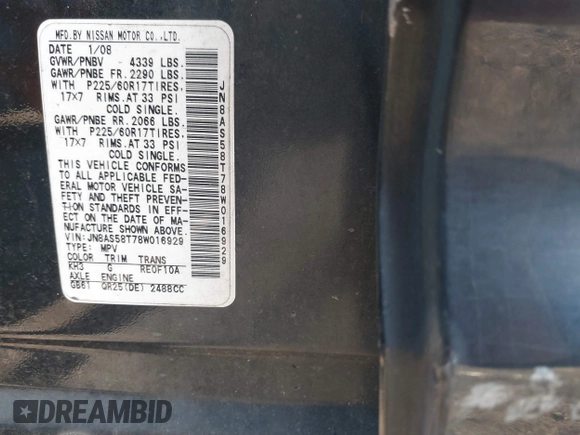 MFD.BY NISSAN MOTOR CO.,LTD.
DATE 1/08
GVWR/PNBV 4339 LBS.
GAWR/PNBE FR.2290 LBS.
WITH P225/60R17TIRES.
17×7 RIMS.AT 33 PSI
COLD SINGLE.
GAWR/PNBE RR.2066 LBS.
WITH P225/60R17TIRES.
17×7 RIMS.AT 33 PSI
COLD SINGLE.
THIS VEHICLE CONFORMS
TO ALL APPLICABLE FED-
ERAL MOTOR VEHICLE SA-
FETY AND THEFT PREVEN-
TION STANDARDS IN EFF-
ECT ON THE DATE OF MA-
NUFACTURE SHOWN ABOVE.
VIN:JN8AS58T78W016929
TYPE: MPV
COLOR TRIM TRANS
KH3 G RE0F10A
AXLE ENGINE
GB61 QR25(DE) 2488CC
JN8AS58T78W016929
DREAMBID